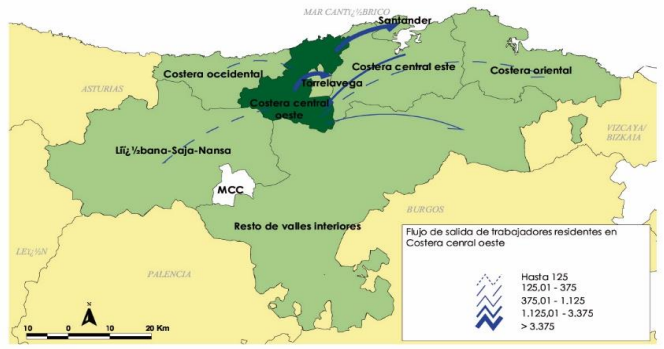 MAR CANTï¿½BRICO
Santander
Costera occidental
Costera central este
Costera oriental
Torrelavega
ASTURIAS
Costera central
oeste
VIZCAYA/
BIZKAIA
Liï¿½bana-Saja-Nansa
MCC
Resto de valles interiores
BURGOS
LEï¿½N
PALENCIA
Flujo de salida de trabajadores residentes en
Costera cenral oeste
Hasta 125
125,01 - 375
375,01 - 1.125
1.125,01 - 3.375
> 3.375
N
10 0 10 20 Km